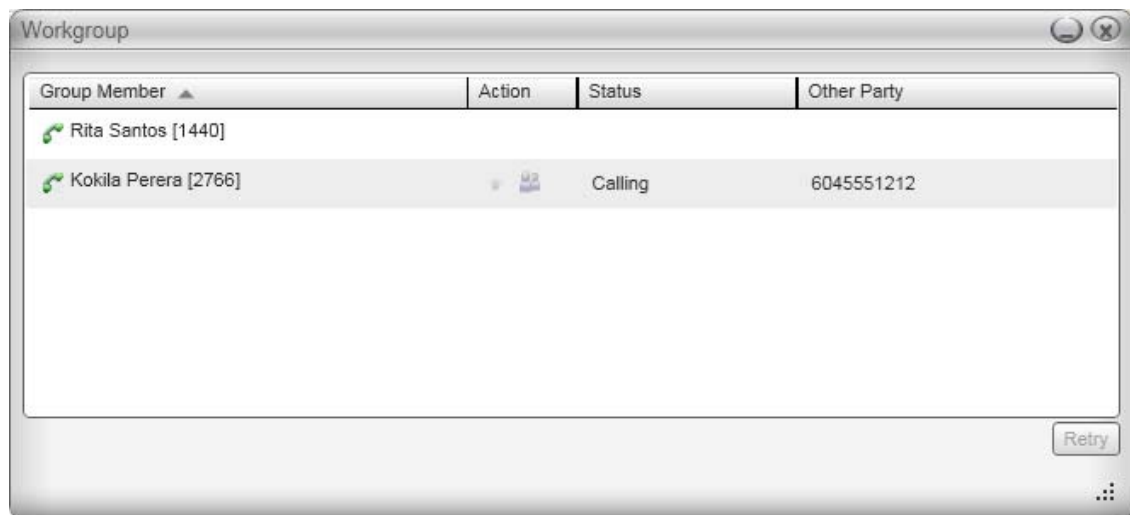 Workgroup
Group Member Action Status Other Party
Rita Santos [1440]
Kokila Perera [2766] Calling 6045551212
Retry